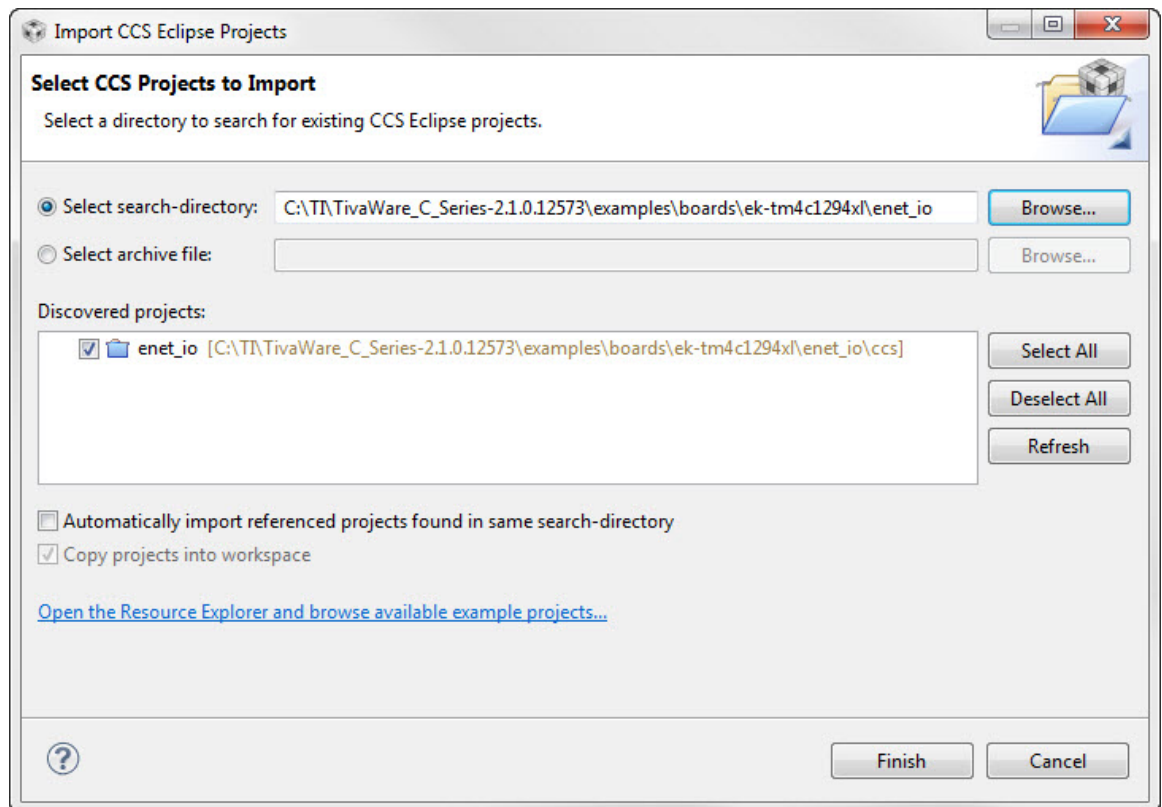 Import CCS Eclipse Projects
Select CCS Projects to Import
Select a directory to search for existing CCS Eclipse projects.
Select search-directory: C:\TI\TivaWare_C_Series-2.1.0.12573\examples\boards\ek-tm4c1294xl\enet_io Browse...
Select archive file: Browse...
Discovered projects:
enet_io [C:\TI\TivaWare_C_Series-2.1.0.12573\examples\boards\ek-tm4c1294xl\enet_io\ccs] Select All
Deselect All
Refresh
Automatically import referenced projects found in same search-directory
Copy projects into workspace
Open the Resource Explorer and browse available example projects...
? Finish Cancel